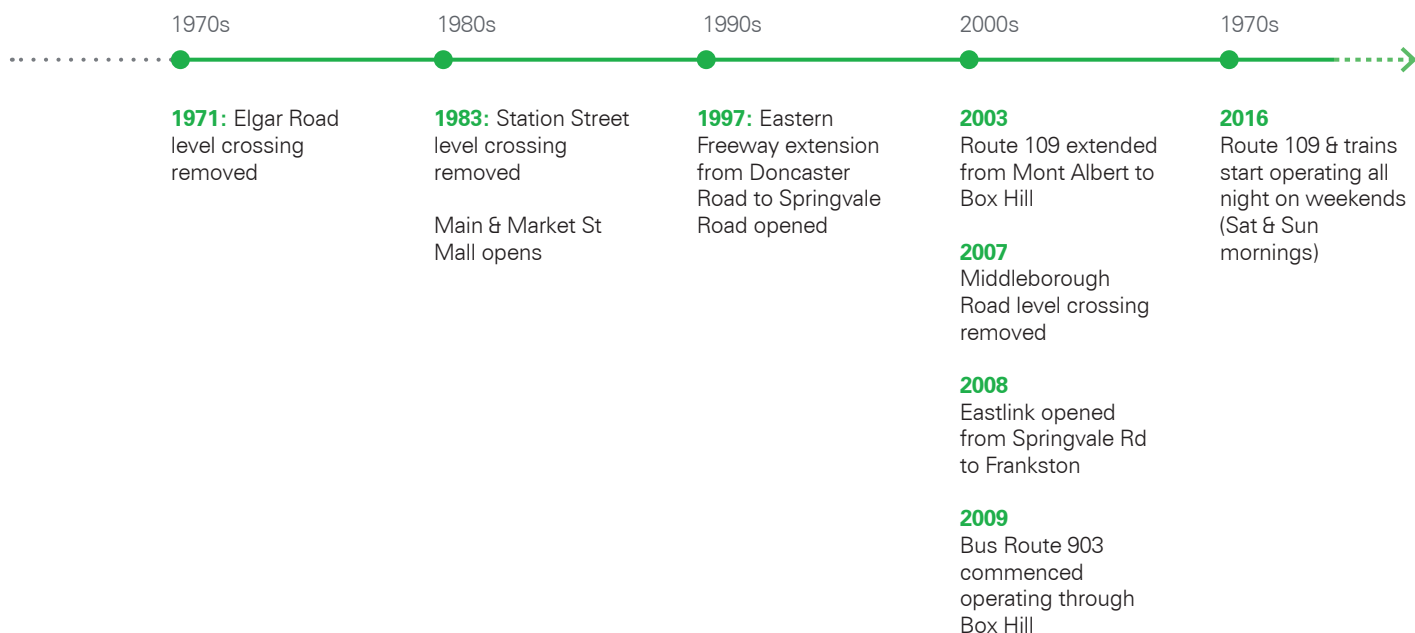 1970s
1980s
1990s
2000s
1970s
1971: Elgar Road
level crossing
removed
1983: Station Street
level crossing
removed
Main & Market St
Mall opens
1997: Eastern
Freeway extension
from Doncaster
Road to Springvale
Road opened
2003
Route 109 extended
from Mont Albert to
Box Hill
2007
Middleborough
Road level crossing
removed
2008
Eastlink opened
from Springvale Rd
to Frankston
2009
Bus Route 903
commenced
operating through
Box Hill
2016
Route 109 & trains
start operating all
night on weekends
(Sat & Sun
mornings)